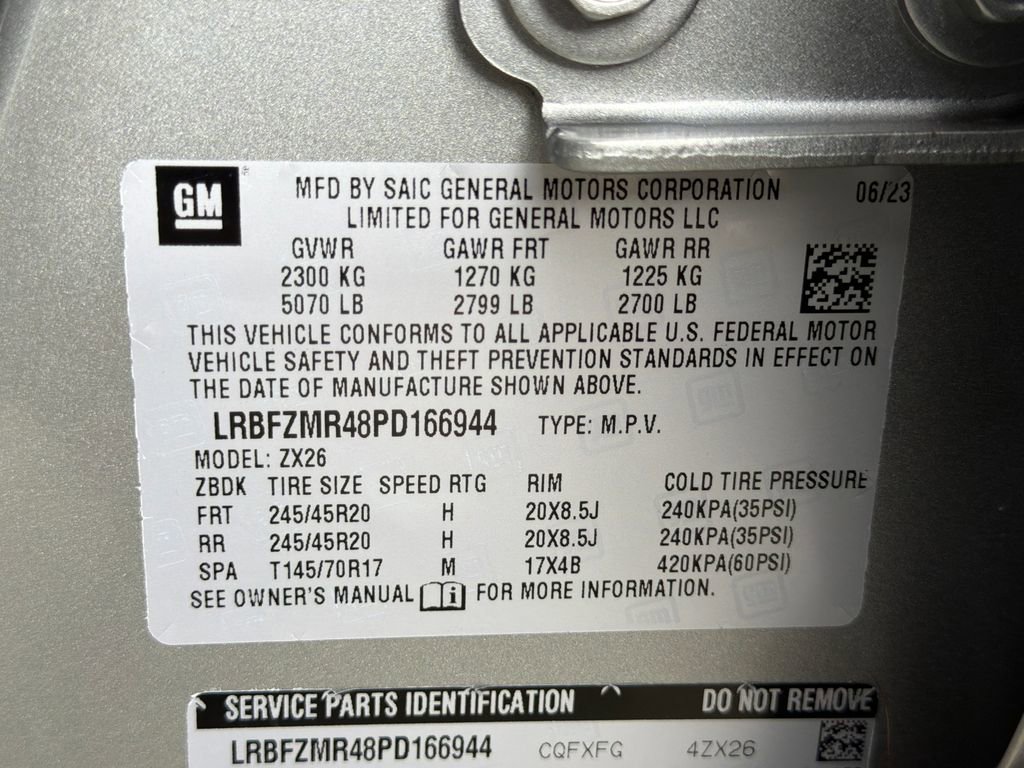 GM
MFD BY SAIC GENERAL MOTORS CORPORATION 06/23
LIMITED FOR GENERAL MOTORS LLC
GVWR GAWR FRT GAWR RR
2300 KG 1270 KG 1225 KG
5070 LB 2799 LB 2700 LB
THIS VEHICLE CONFORMS TO ALL APPLICABLE U.S. FEDERAL MOTOR
VEHICLE SAFETY AND THEFT PREVENTION STANDARDS IN EFFECT ON
THE DATE OF MANUFACTURE SHOWN ABOVE.
LRBFZMR48PD166944 TYPE: M.P.V.
MODEL: ZX26
ZBDK TIRE SIZE SPEED RTG RIM COLD TIRE PRESSURE
FRT 245/45R20 H 20X8.5J 240KPA(35PSI)
RR 245/45R20 H 20X8.5J 240KPA(35PSI)
SPA T145/70R17 M 17X4B 420KPA(60PSI)
SEE OWNER'S MANUAL i FOR MORE INFORMATION.
SERVICE PARTS IDENTIFICATION DO NOT REMOVE
LRBFZMR48PD166944 CQFXFG 4ZX26